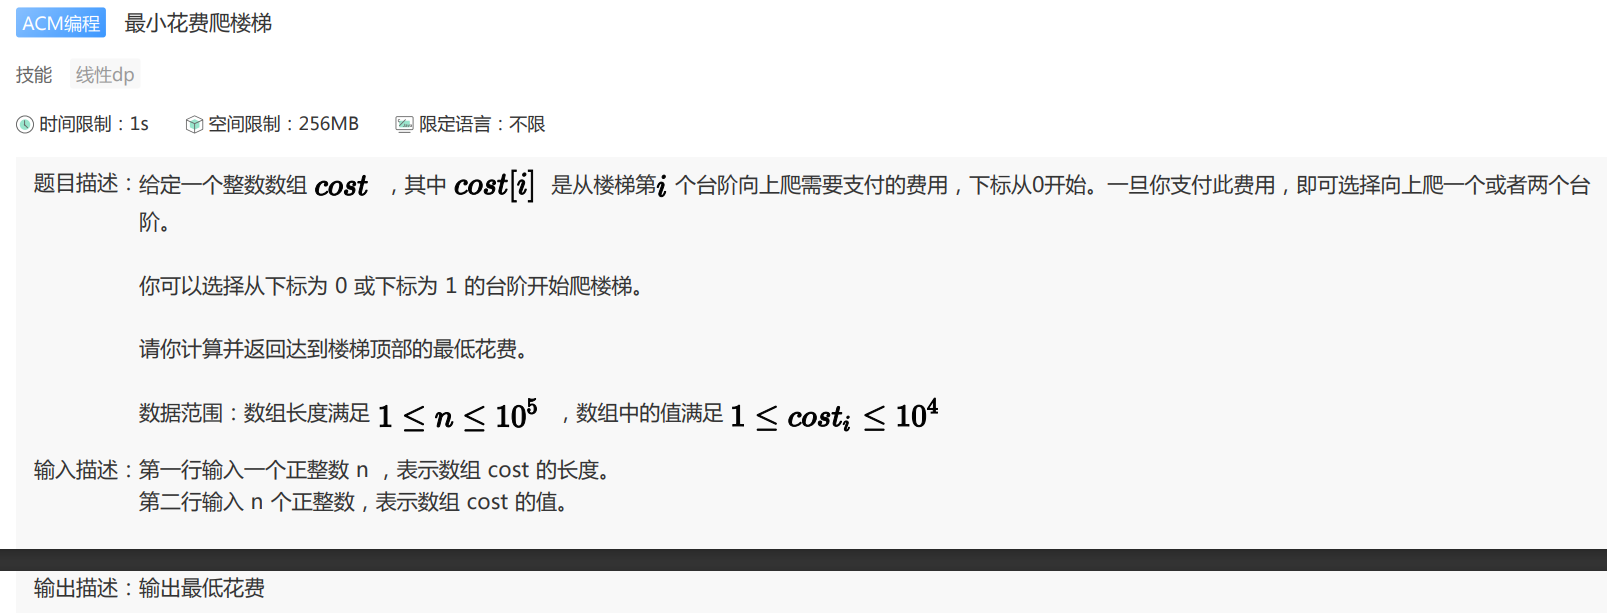 ACM编程 最小花费爬楼梯
技能 线性dp
时间限制：1s 空间限制：256MB 限定语言：不限
题目描述：给定一个整数数组 cost ，其中 cost[i] 是从楼梯第i 个台阶向上爬需要支付的费用，下标从0开始。一旦你支付此费用，即可选择向上爬一个或者两个台
阶。
你可以选择从下标为 0 或下标为 1 的台阶开始爬楼梯。
请你计算并返回达到楼梯顶部的最低花费。
数据范围：数组长度满足 1 ≤ n ≤ 10⁵ ，数组中的值满足 1 ≤ costᵢ ≤ 10⁴
输入描述：第一行输入一个正整数 n ，表示数组 cost 的长度。
第二行输入 n 个正整数，表示数组 cost 的值。
输出描述：输出最低花费